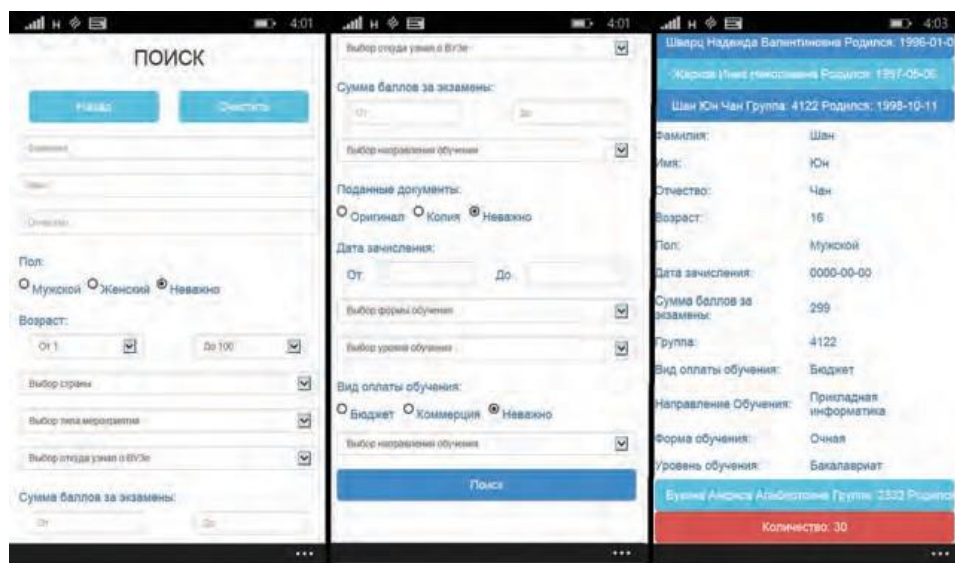 н 4:01
ПОИСК
Назад
Очистить
Фамилия
Имя
Отчество
Пол:
Мужской Женский Неважно
Возраст:
От 1
До 100
Выбор страны
Выбор типа мероприятия
Выбор откуда узнал о ВУЗе
Сумма баллов за экзамены:
От
До
...
н 4:01
Выбор откуда узнал о ВУЗе
Сумма баллов за экзамены:
От
До
Выбор направления обучения
Поданные документы:
Оригинал Копия Неважно
Дата зачисления:
От
До
Выбор формы обучения
Выбор уровня обучения
Вид оплаты обучения:
Бюджет Коммерция Неважно
Выбор направления обучения
Поиск
...
н 4:03
Шварц Надежда Валентиновна Родился: 1996-01-0
Родился: 1997-05-06
Шан Юн Чан Группа: 4122 Родился: 1998-10-11
Фамилия: Шан
Имя: Юн
Отчество: Чан
Возраст: 16
Пол: Мужской
Дата зачисления: 0000-00-00
Сумма баллов за экзамены: 299
Группа: 4122
Вид оплаты обучения: Бюджет
Направление Обучения: Прикладная информатика
Форма обучения: Очная
Уровень обучения: Бакалавриат
Альбертовна Группа: 2332 Родился
Количество: 30
...